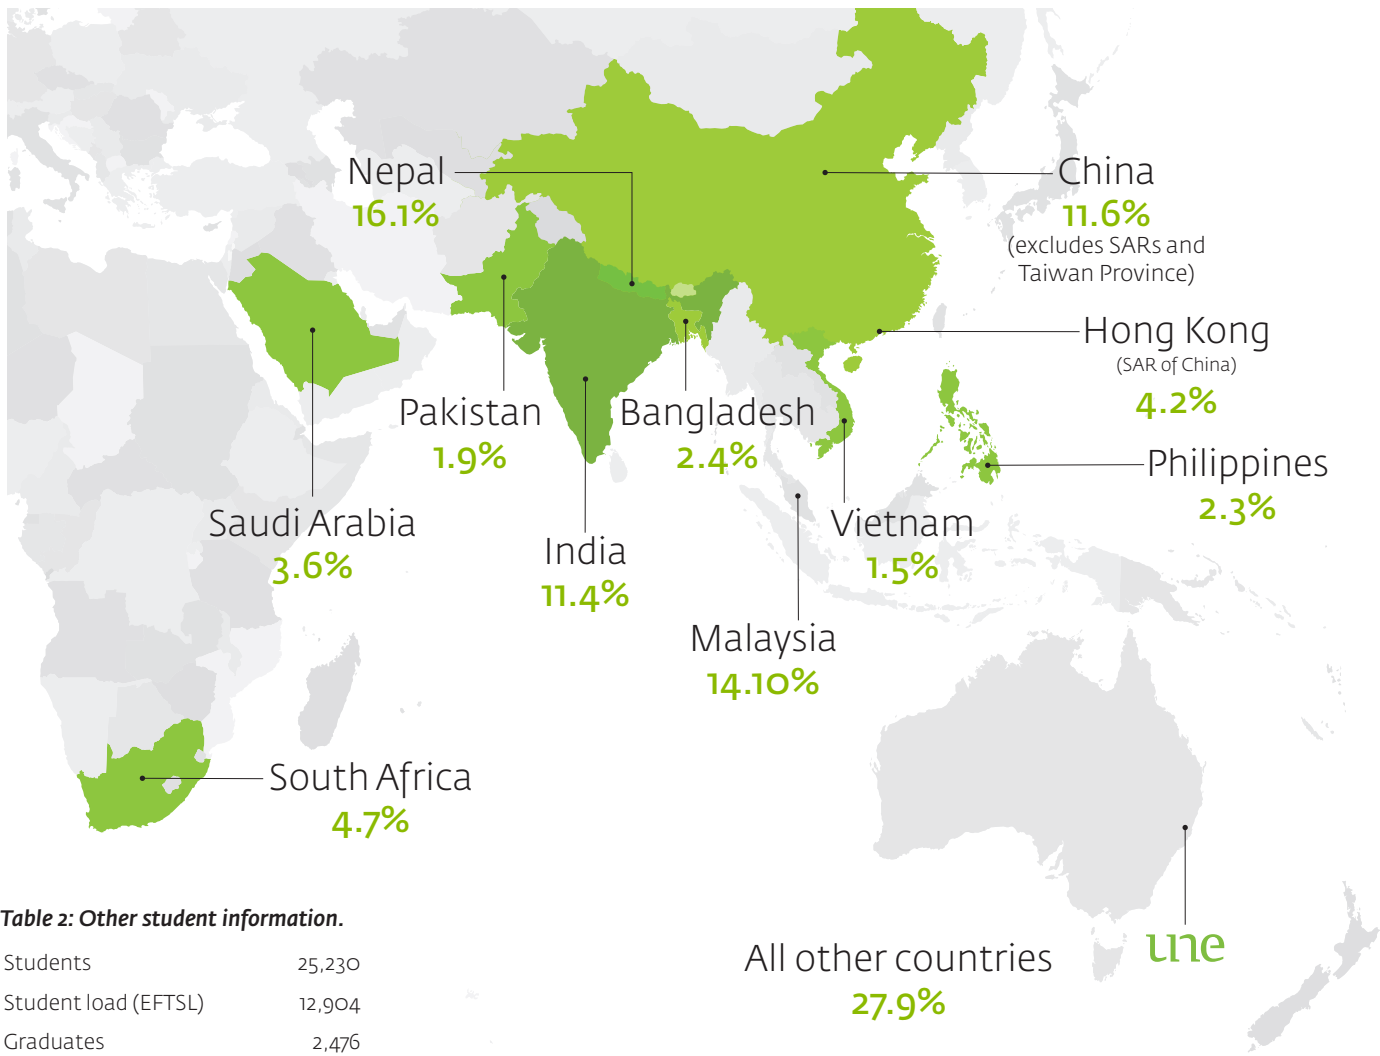 Nepal
16.1%
China
11.6%
(excludes SARs and
Taiwan Province)
Hong Kong
(SAR of China)
4.2%
Pakistan
1.9%
Bangladesh
2.4%
Philippines
2.3%
Saudi Arabia
3.6%
India
11.4%
Vietnam
1.5%
Malaysia
14.10%
South Africa
4.7%
Table 2: Other student information.
Students 25,230
Student load (EFTSL) 12,904
Graduates 2,476
All other countries
27.9%
une